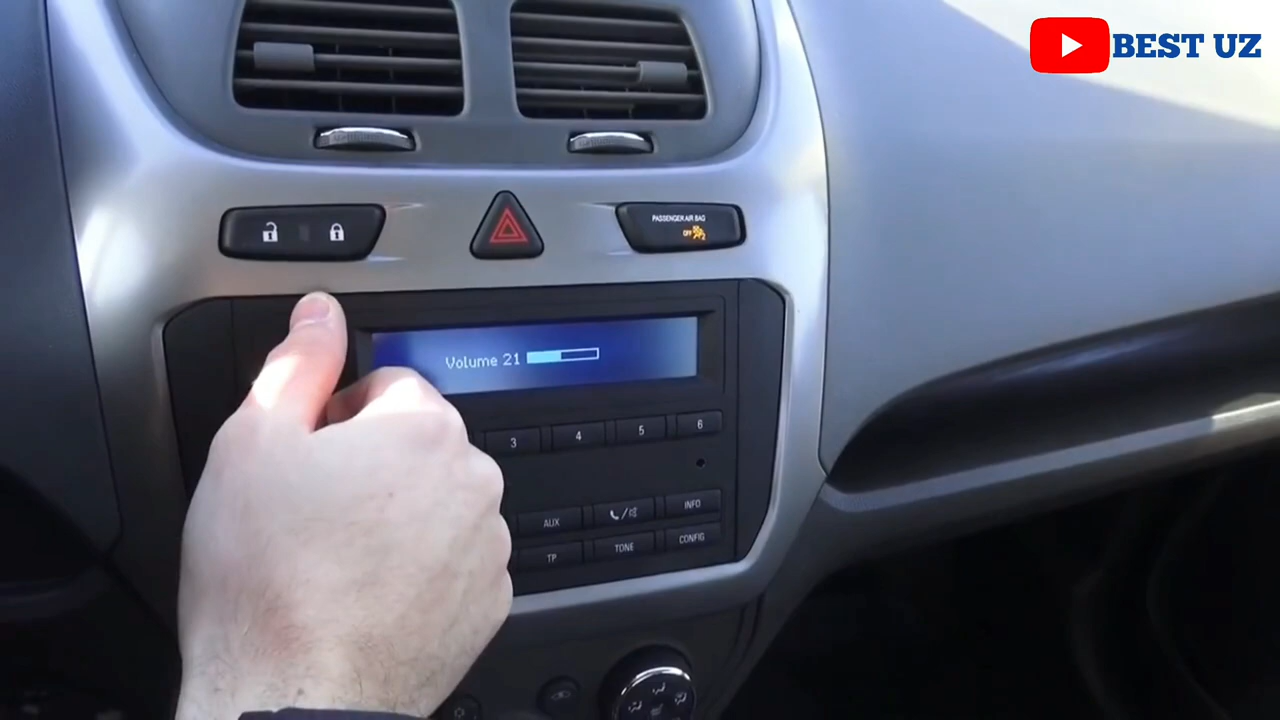 BEST UZ
PASSENGER AIR BAG
OFF
Volume 21
3 4 5 6
AUX
INFO
TP
TONE
CONFIG